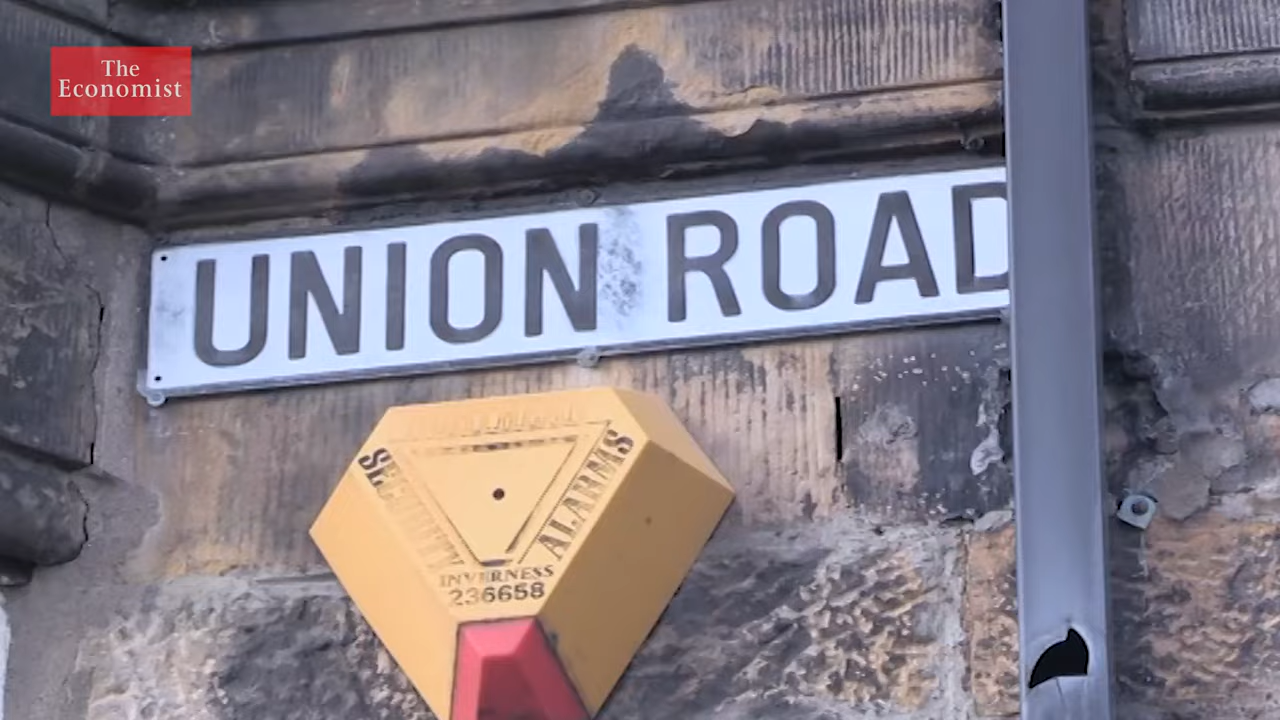 The
Economist
UNION ROAD
SECURITY
ALARMS
INVERNESS
236658